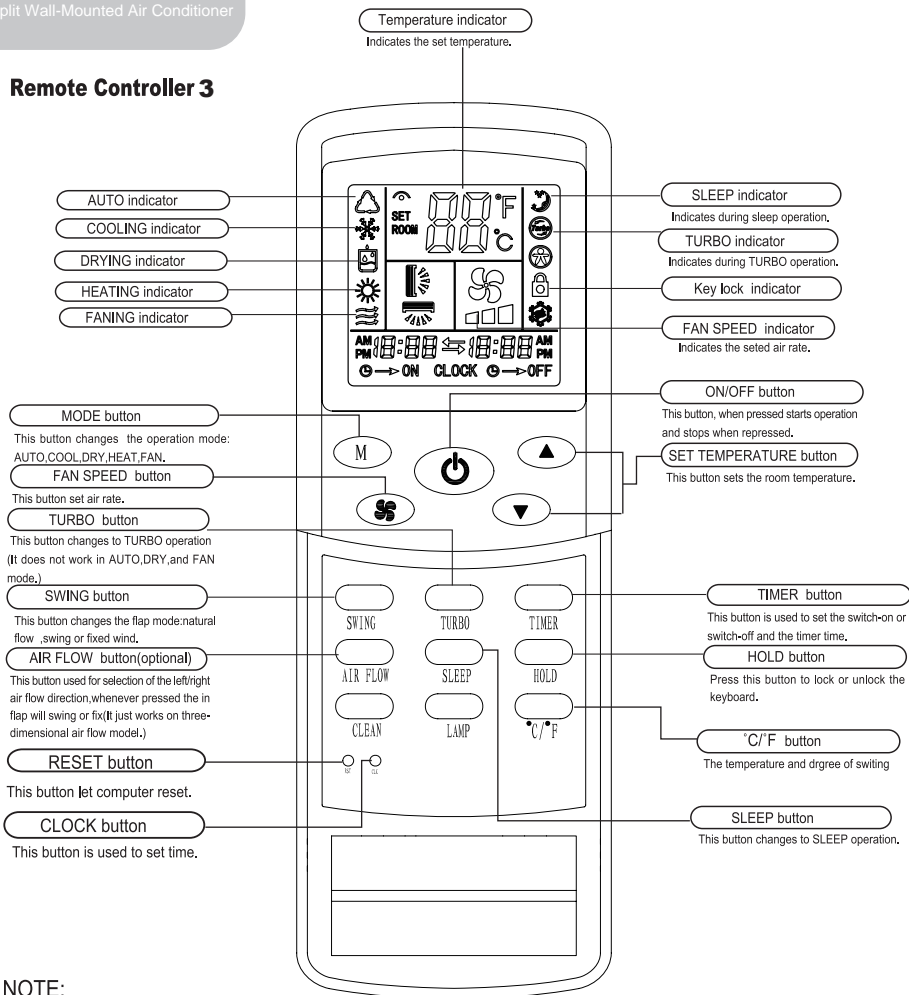 plit Wall-Mounted Air Conditioner
Remote Controller 3
Temperature indicator
Indicates the set temperature.
AUTO indicator
COOLING indicator
DRYING indicator
HEATING indicator
FANING indicator
SET
ROOM
°F
°C
Turbo
AM
PM
18:88
18:88
AM
PM
ON CLOCK OFF
SLEEP indicator
Indicates during sleep operation.
TURBO indicator
Indicates during TURBO operation.
Key lock indicator
FAN SPEED indicator
Indicates the seted air rate.
ON/OFF button
This button, when pressed starts operation
and stops when repressed.
SET TEMPERATURE button
This button sets the room temperature.
MODE button
This button changes the operation mode:
AUTO,COOL,DRY,HEAT,FAN.
FAN SPEED button
This button set air rate.
TURBO button
This button changes to TURBO operation
(It does not work in AUTO,DRY,and FAN
mode.)
SWING button
This button changes the flap mode:natural
flow ,swing or fixed wind.
AIR FLOW button(optional)
This button used for selection of the left/right
air flow direction,whenever pressed the in
flap will swing or fix(It just works on three-
dimensional air flow model.)
RESET button
This button let computer reset.
CLOCK button
This button is used to set time.
M
SWING TURBO TIMER
AIR FLOW SLEEP HOLD
CLEAN LAMP °C/°F
RST CLK
TIMER button
This button is used to set the switch-on or
switch-off and the timer time.
HOLD button
Press this button to lock or unlock the
keyboard.
°C/°F button
The temperature and drgree of switing
SLEEP button
This button changes to SLEEP operation.
NOTE: